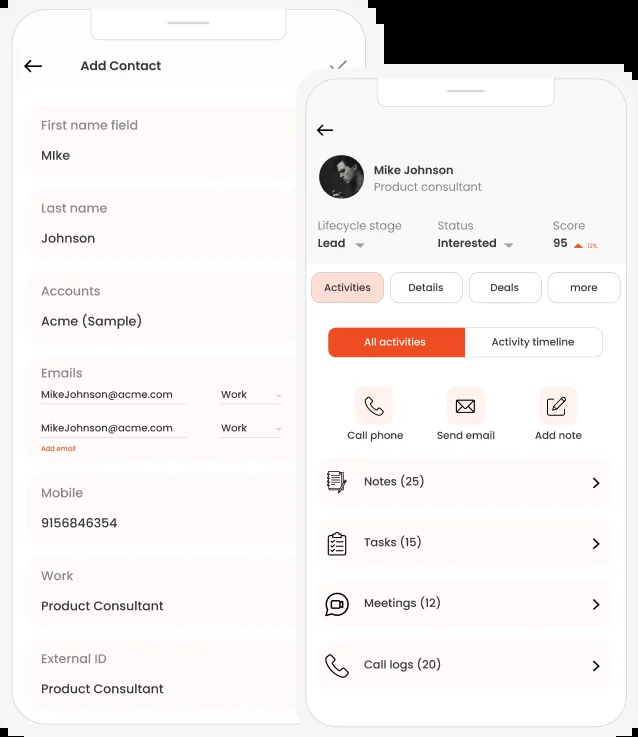 Add Contact
First name field
MIke
Last name
Johnson
Accounts
Acme (Sample)
Emails
MikeJohnson@acme.com Work
MikeJohnson@acme.com Work
Add email
Mobile
9156846354
Work
Product Consultant
External ID
Product Consultant
Mike Johnson
Product consultant
Lifecycle stage Status Score
Lead Interested 95 12%
Activities Details Deals more
All activities Activity timeline
Call phone Send email Add note
Notes (25)
Tasks (15)
Meetings (12)
Call logs (20)